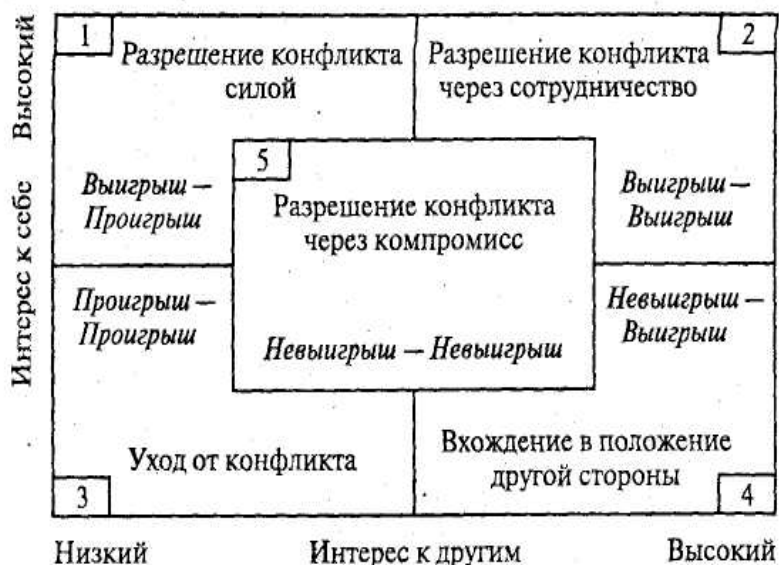 Высокий
Интерес к себе
1
Разрешение конфликта
силой
Выигрыш —
Проигрыш
2
Разрешение конфликта
через сотрудничество
Выигрыш —
Выигрыш
5
Разрешение конфликта
через компромисс
Невыигрыш — Невыигрыш
Проигрыш —
Проигрыш
Уход от конфликта
3
Невыигрыш —
Выигрыш
Вхождение в положение
другой стороны
4
Низкий
Интерес к другим
Высокий